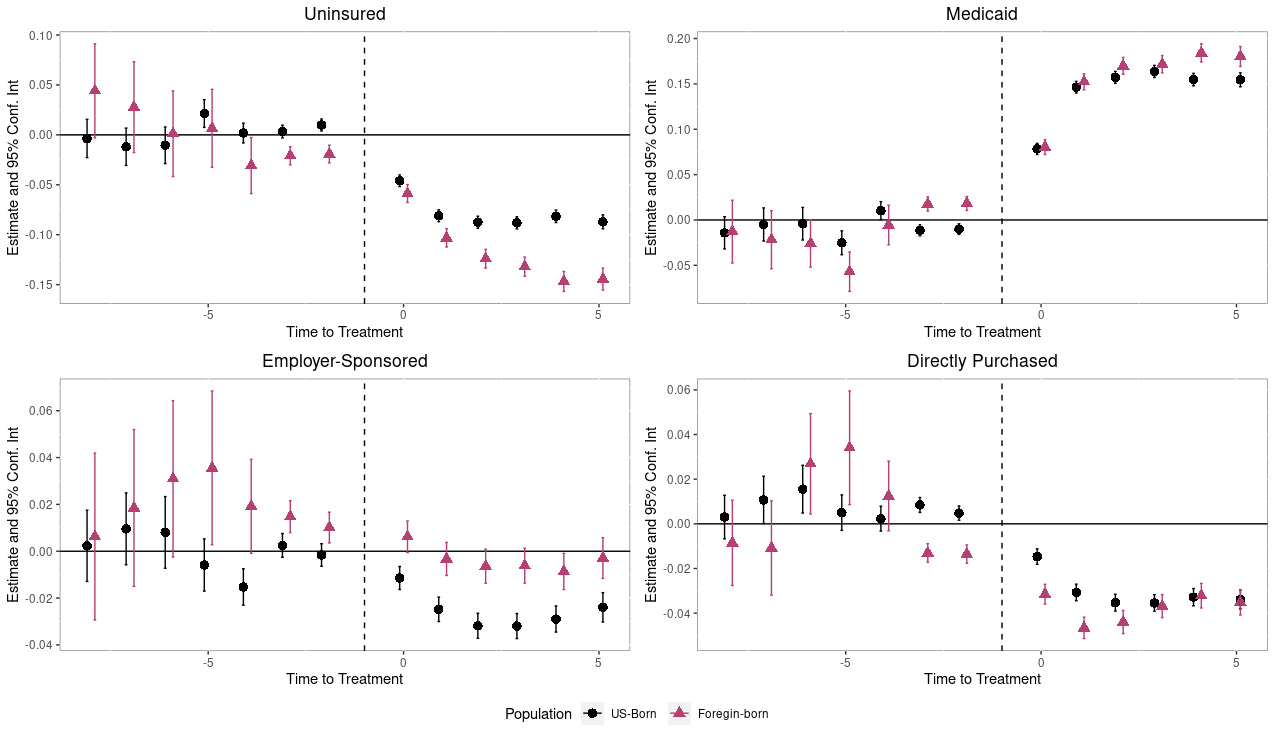 Uninsured
Medicaid
Estimate and 95% Conf. Int
0.10
0.05
0.00
-0.05
-0.10
-0.15
-5
0
5
Time to Treatment
Estimate and 95% Conf. Int
0.20
0.15
0.10
0.05
0.00
-0.05
-5
0
5
Time to Treatment
Employer-Sponsored
Directly Purchased
Estimate and 95% Conf. Int
0.06
0.04
0.02
0.00
-0.02
-0.04
-5
0
5
Time to Treatment
Estimate and 95% Conf. Int
0.06
0.04
0.02
0.00
-0.02
-0.04
-5
0
5
Time to Treatment
Population US-Born Foregin-born